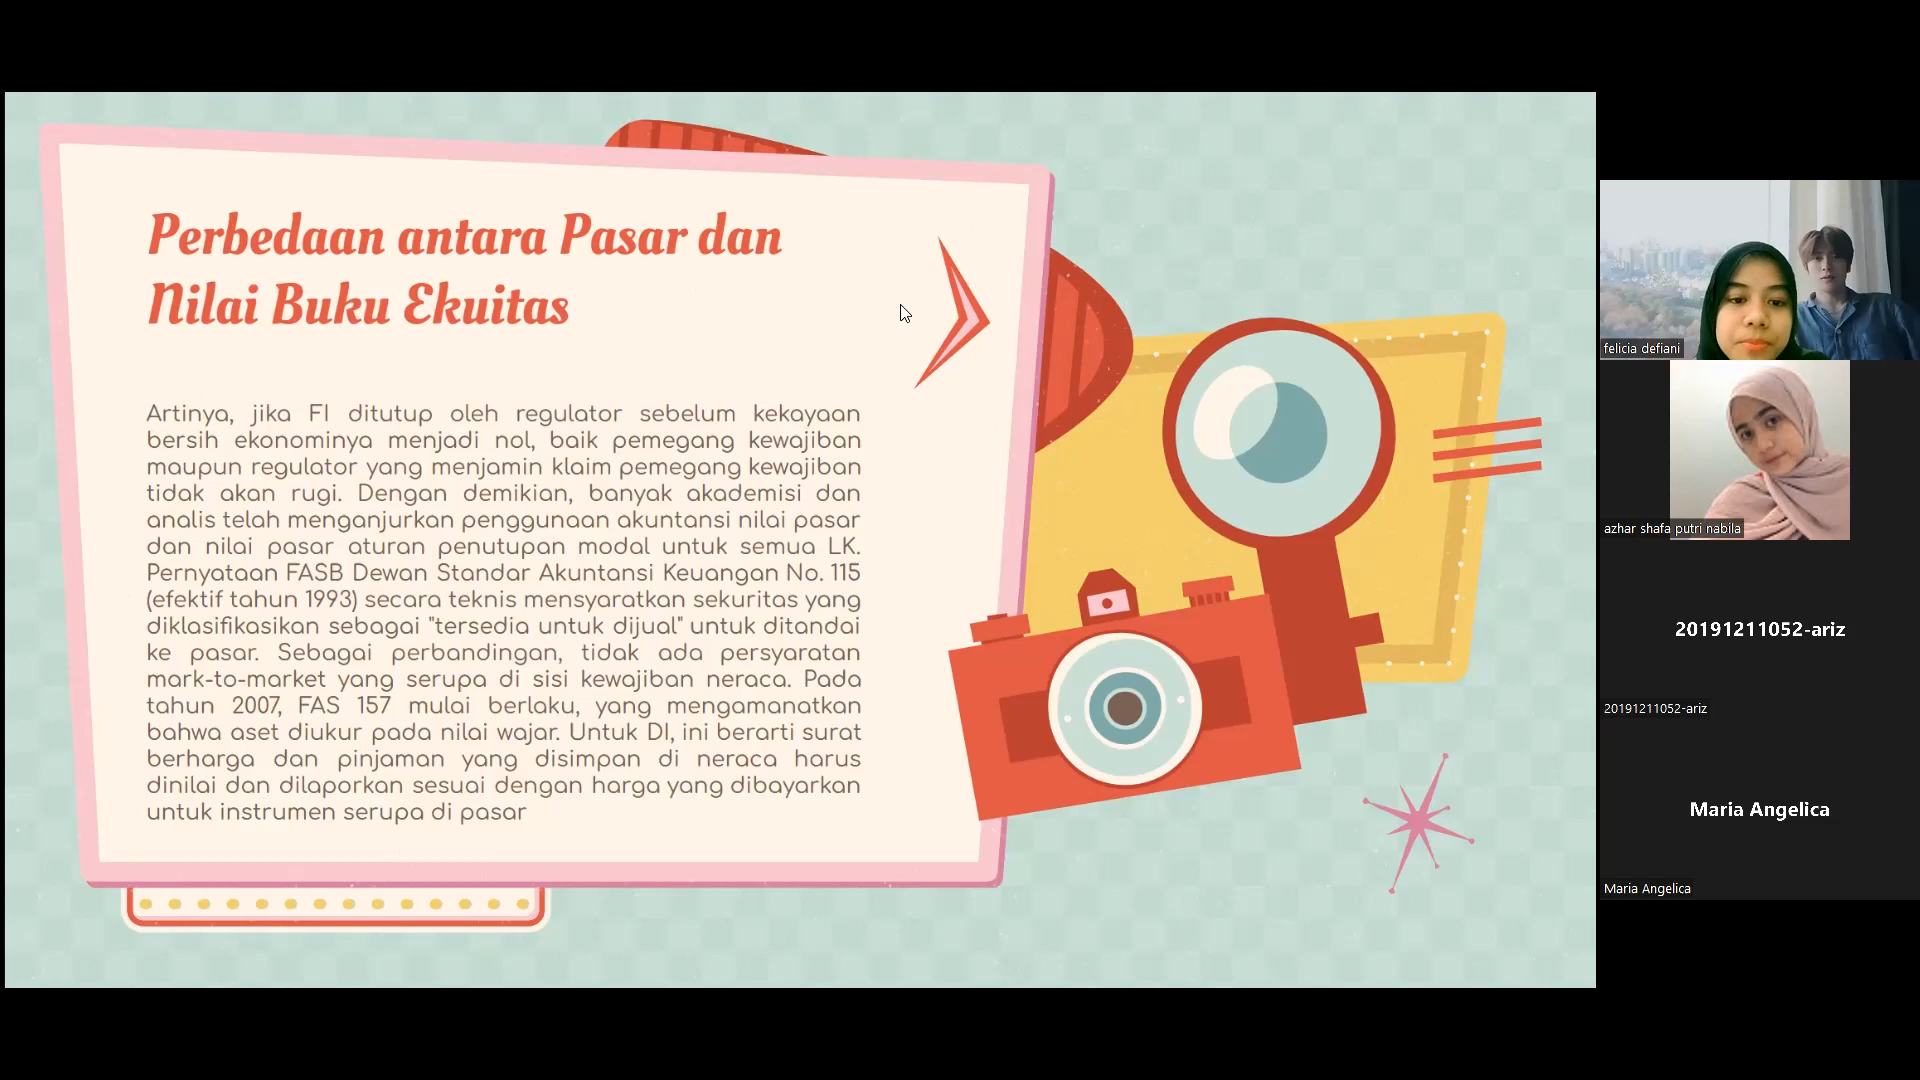 Perbedaan antara Pasar dan
Nilai Buku Ekuitas
Artinya, jika FI ditutup oleh regulator sebelum kekayaan
bersih ekonominya menjadi nol, baik pemegang kewajiban
maupun regulator yang menjamin klaim pemegang kewajiban
tidak akan rugi. Dengan demikian, banyak akademisi dan
analis telah menganjurkan penggunaan akuntansi nilai pasar
dan nilai pasar aturan penutupan modal untuk semua LK.
Pernyataan FASB Dewan Standar Akuntansi Keuangan No. 115
(efektif tahun 1993) secara teknis mensyaratkan sekuritas yang
diklasifikasikan sebagai "tersedia untuk dijual" untuk ditandai
ke pasar. Sebagai perbandingan, tidak ada persyaratan
mark-to-market yang serupa di sisi kewajiban neraca. Pada
tahun 2007, FAS 157 mulai berlaku, yang mengamanatkan
bahwa aset diukur pada nilai wajar. Untuk DI, ini berarti surat
berharga dan pinjaman yang disimpan di neraca harus
dinilai dan dilaporkan sesuai dengan harga yang dibayarkan
untuk instrumen serupa di pasar
felicia defiani
azhar shafa putri nabila
20191211052-ariz
20191211052-ariz
Maria Angelica
Maria Angelica